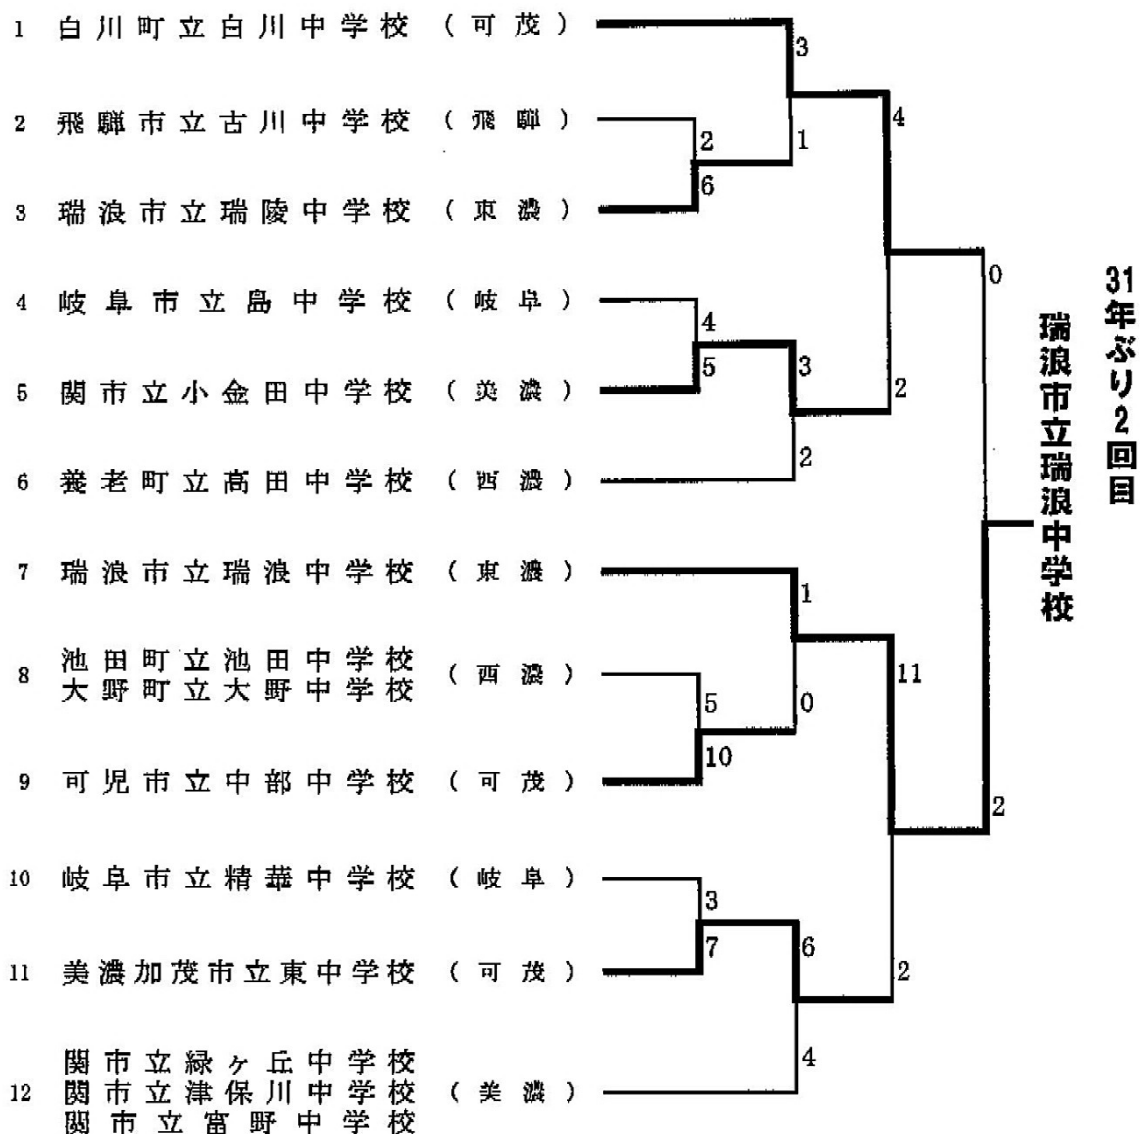 1 白川町立白川中学校 (可茂)
3
2 飛騨市立古川中学校 (飛騨)
4
2
1
6
3 瑞浪市立瑞陵中学校 (東濃)
0
4 岐阜市立島中学校 (岐阜)
4
5
3
2
5 関市立小金田中学校 (美濃)
2
6 養老町立高田中学校 (西濃)
31年ぶり2回目
瑞浪市立瑞浪中学校
7 瑞浪市立瑞浪中学校 (東濃)
1
8 池田町立池田中学校
大野町立大野中学校 (西濃)
11
5
0
10
9 可児市立中部中学校 (可茂)
2
10 岐阜市立精華中学校 (岐阜)
3
7
6
2
11 美濃加茂市立東中学校 (可茂)
4
関市立緑ヶ丘中学校
12 関市立津保川中学校 (美濃)
関市立富野中学校